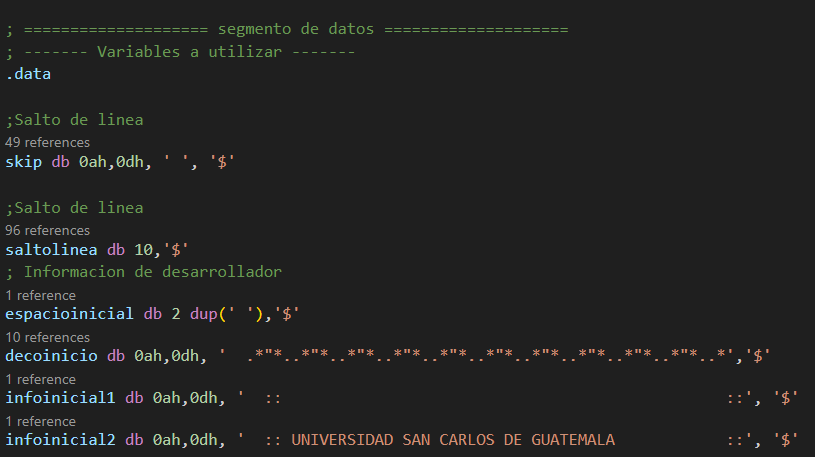 ; ==================== segmento de datos ====================
; ------- Variables a utilizar -------
.data
;Salto de linea
49 references
skip db 0ah,0dh, ' ', '$'
;Salto de linea
96 references
saltolinea db 10,'$'
; Informacion de desarrollador
1 reference
espacioinicial db 2 dup(' '),'$'
10 references
decoinicio db 0ah,0dh, '  .*"*..*"*..*"*..*"*..*"*..*"*..*"*..*"*..*"*..*"*..*','$'
1 reference
infoinicial1 db 0ah,0dh, '  ::                                                ::', '$'
1 reference
infoinicial2 db 0ah,0dh, '  :: UNIVERSIDAD SAN CARLOS DE GUATEMALA            ::', '$'